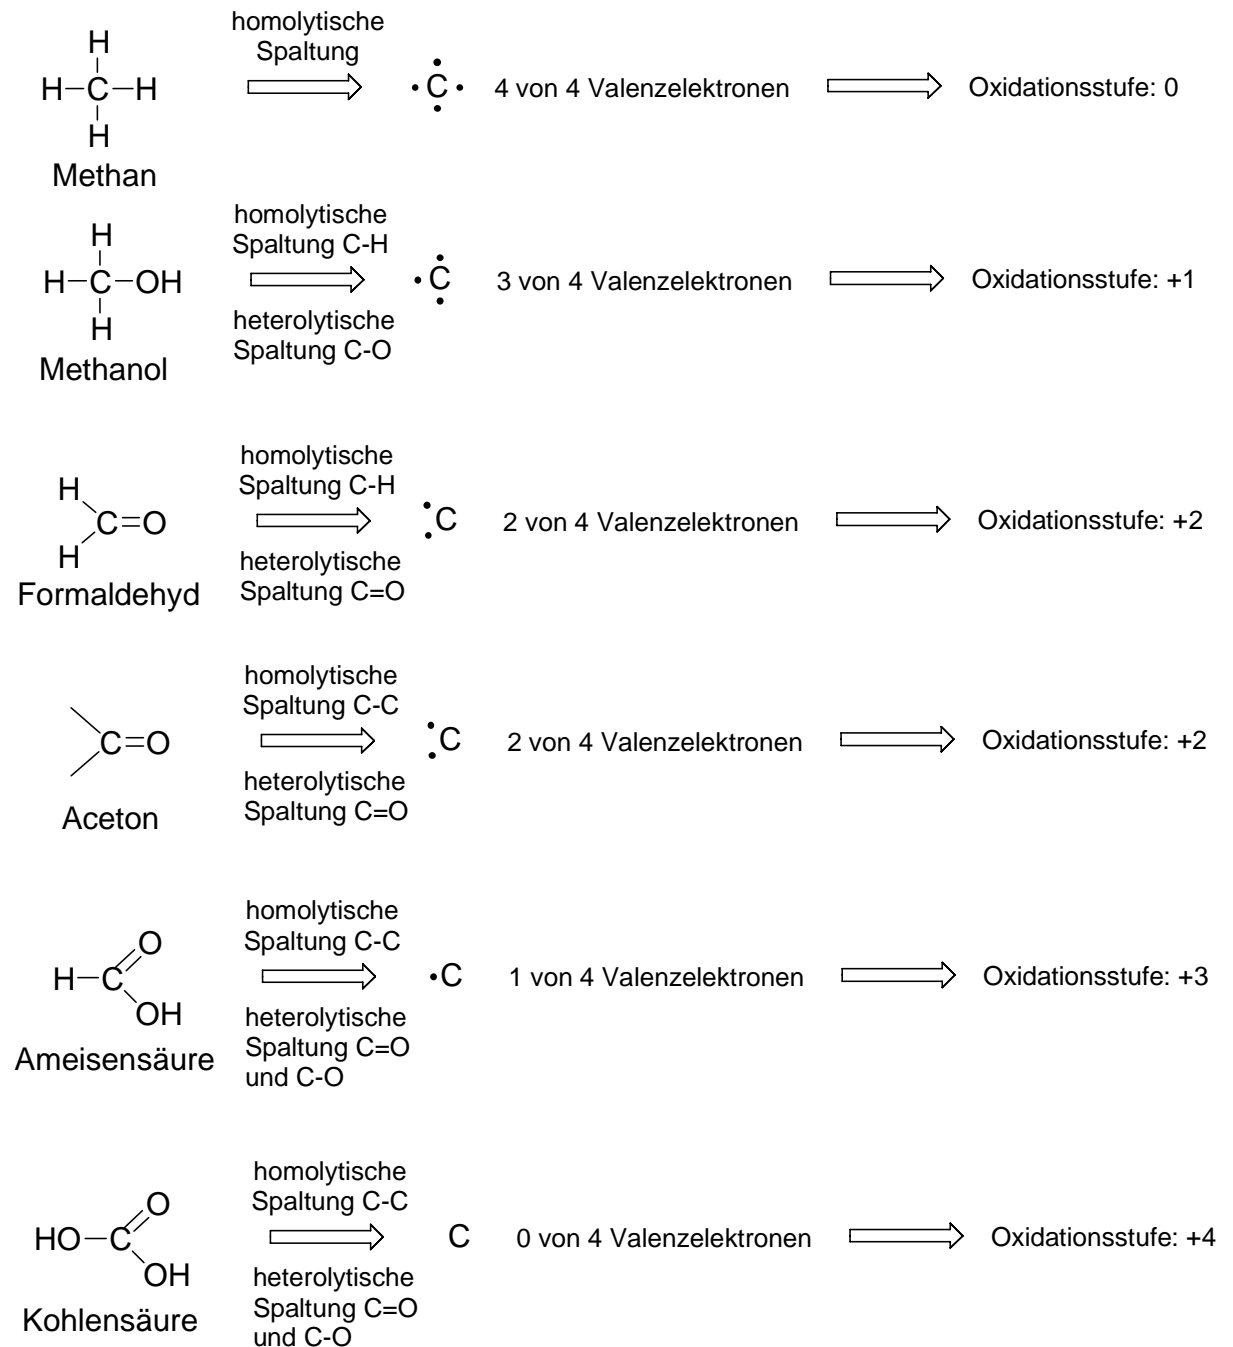 homolytische
Spaltung
H
H–C–H
H
4 von 4 Valenzelektronen
Oxidationsstufe: 0
C
Methan
homolytische
Spaltung C-H
H
H–C–OH
H
C
3 von 4 Valenzelektronen
Oxidationsstufe: +1
heterolytische
Spaltung C-O
Methanol
homolytische
Spaltung C-H
H
C=O
H
C
2 von 4 Valenzelektronen
Oxidationsstufe: +2
heterolytische
Spaltung C=O
Formaldehyd
homolytische
Spaltung C-C
C=O
C
2 von 4 Valenzelektronen
Oxidationsstufe: +2
heterolytische
Spaltung C=O
Aceton
homolytische
Spaltung C-C
O
H–C
OH
C
1 von 4 Valenzelektronen
Oxidationsstufe: +3
heterolytische
Spaltung C=O
und C-O
Ameisensäure
homolytische
Spaltung C-C
O
HO–C
OH
C
0 von 4 Valenzelektronen
Oxidationsstufe: +4
heterolytische
Spaltung C=O
und C-O
Kohlensäure